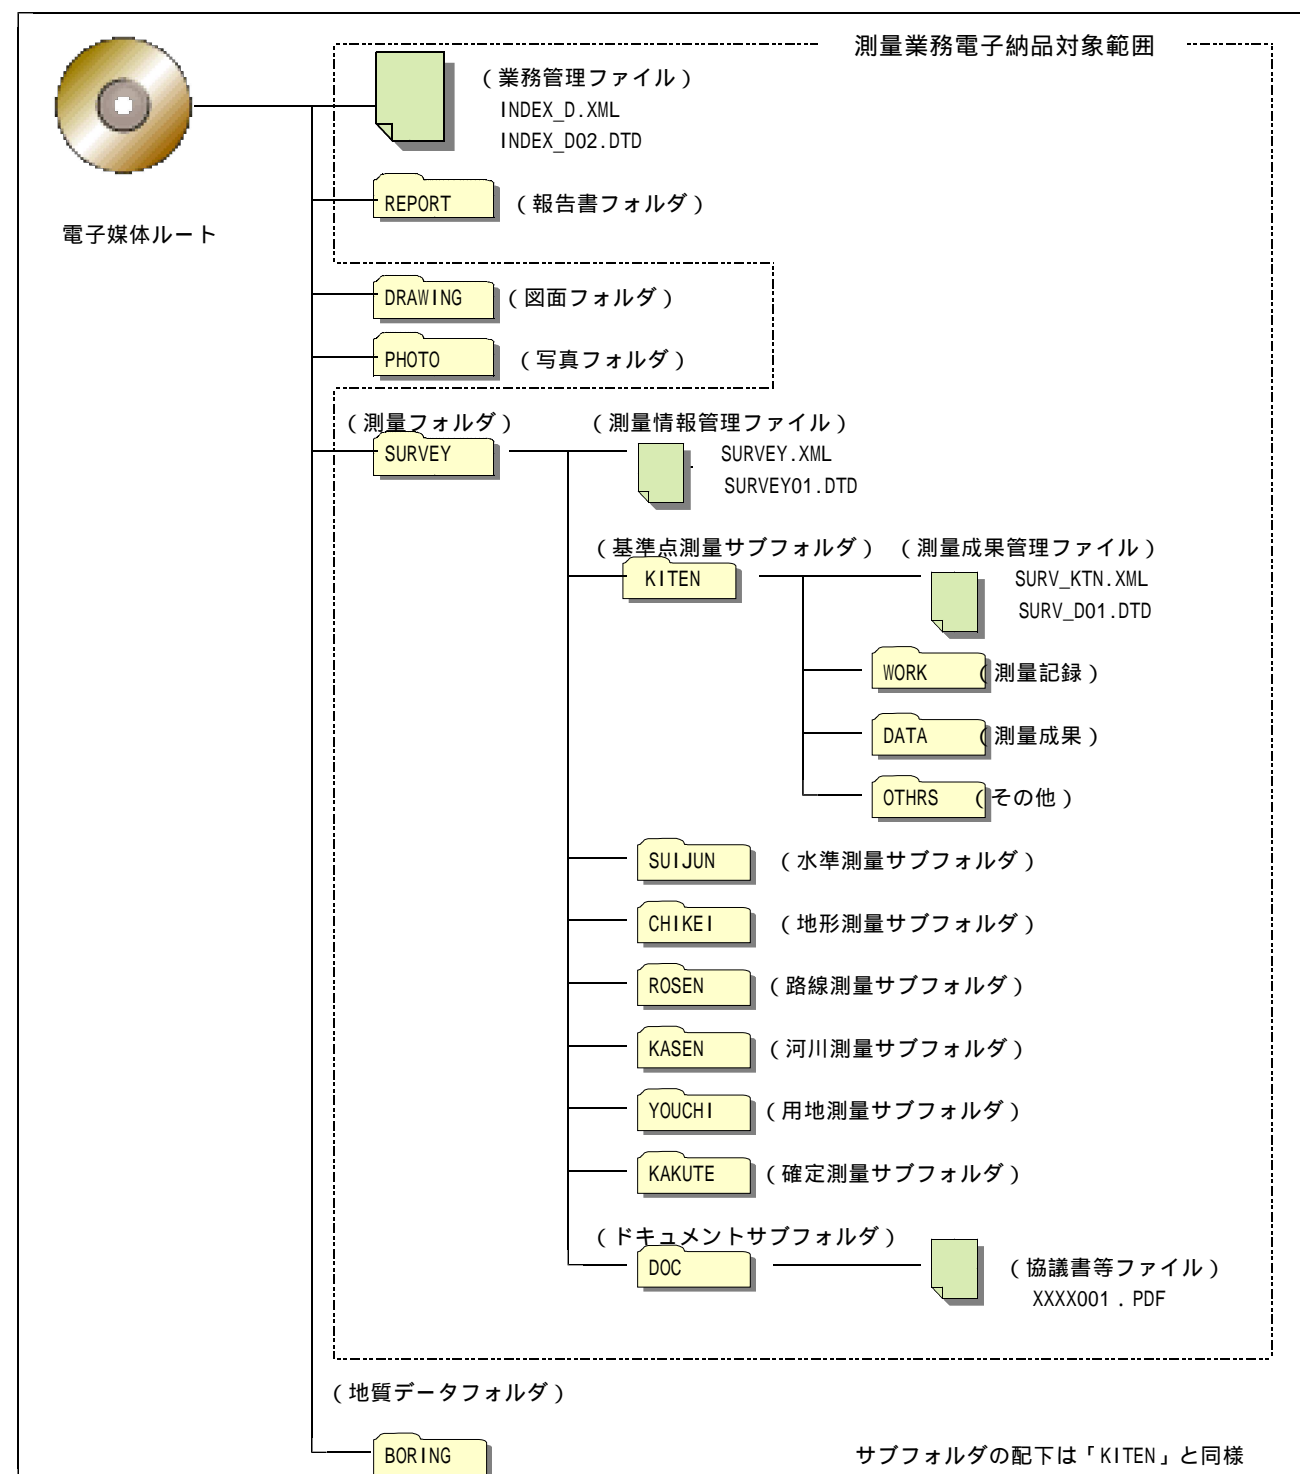 測量業務電子納品対象範囲
(業務管理ファイル)
INDEX_D.XML
INDEX_D02.DTD
REPORT (報告書フォルダ)
電子媒体ルート
DRAWING (図面フォルダ)
PHOTO (写真フォルダ)
(測量フォルダ) (測量情報管理ファイル)
SURVEY SURVEY.XML
SURVEY01.DTD
(基準点測量サブフォルダ) (測量成果管理ファイル)
KITEN SURV_KTN.XML
SURV_D01.DTD
WORK (測量記録)
DATA (測量成果)
OTHRS (その他)
SUIJUN (水準測量サブフォルダ)
CHIKEI (地形測量サブフォルダ)
ROSEN (路線測量サブフォルダ)
KASEN (河川測量サブフォルダ)
YOUCHI (用地測量サブフォルダ)
KAKUTE (確定測量サブフォルダ)
(ドキュメントサブフォルダ)
DOC (協議書等ファイル)
XXXX001.PDF
(地質データフォルダ)
BORING サブフォルダの配下は「KITEN」と同様